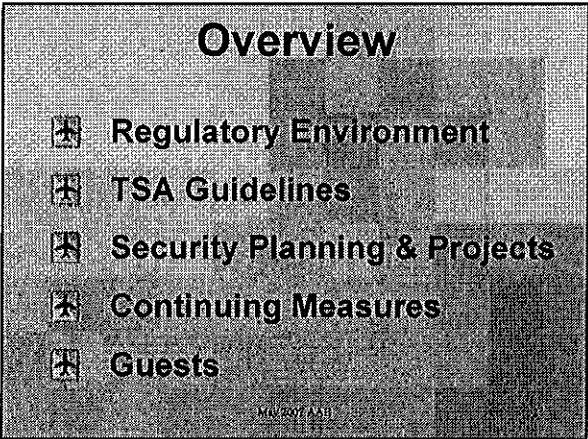 Overview
Regulatory Environment
TSA Guidelines
Security Planning & Projects
Continuing Measures
Guests